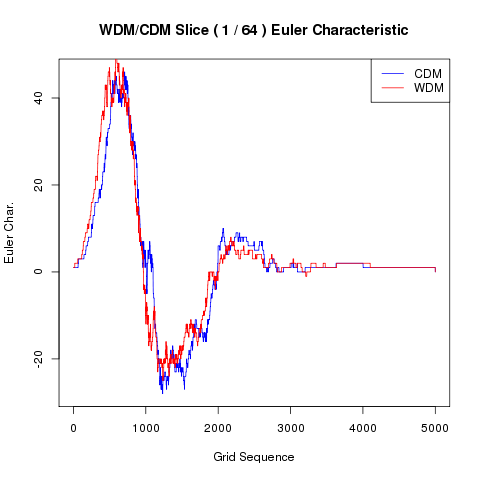 WDM/CDM Slice ( 1 / 64 ) Euler Characteristic
CDM
WDM
Euler Char.
40
20
0
-20
0 1000 2000 3000 4000 5000
Grid Sequence